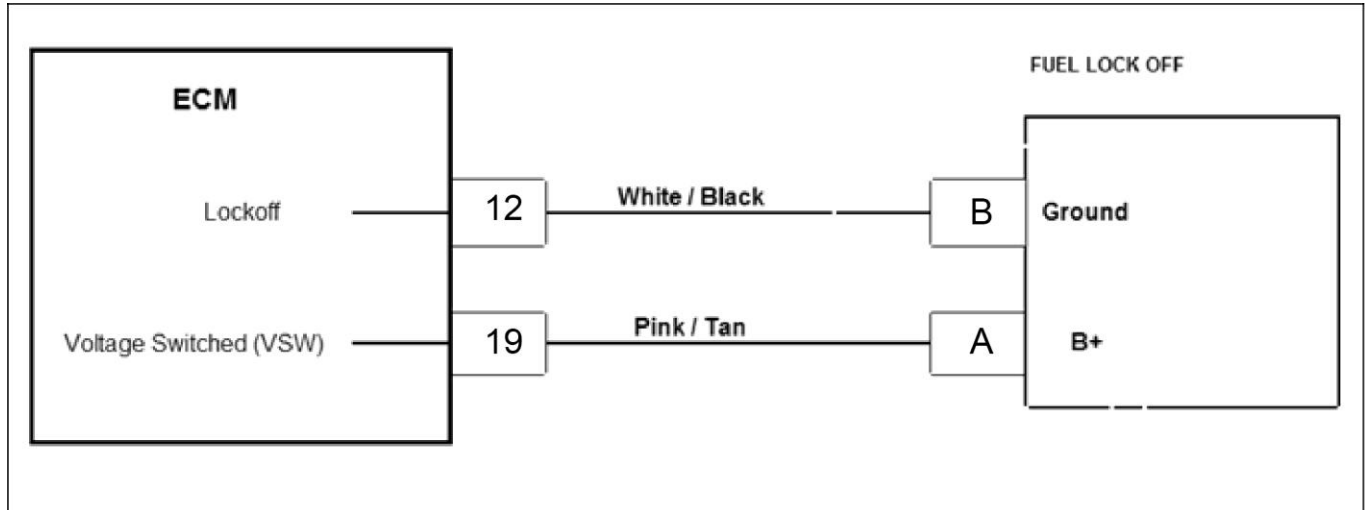 FUEL LOCK OFF
ECM
Lockoff
12
White / Black
B
Ground
Voltage Switched (VSW)
19
Pink / Tan
A
B+